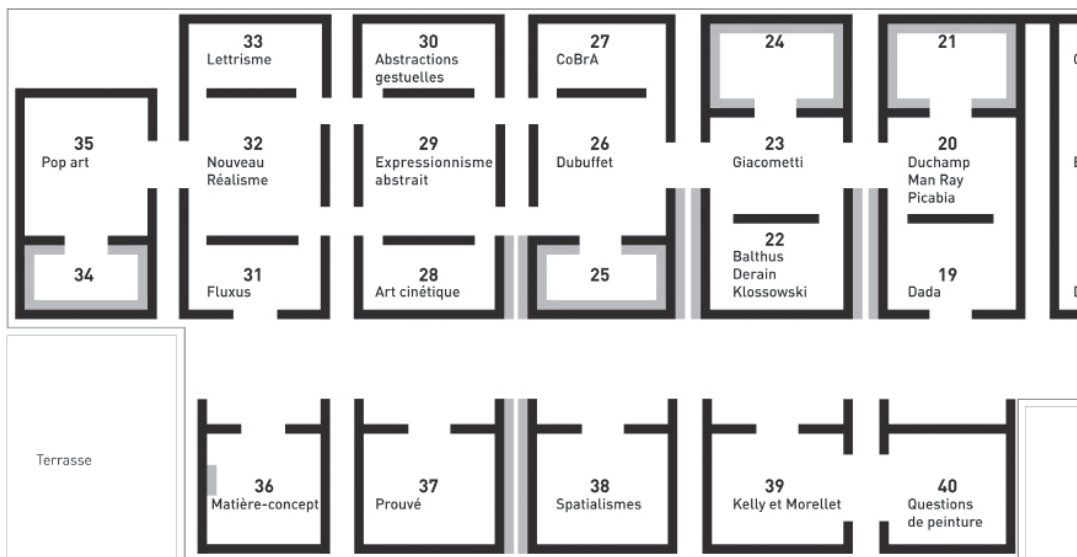 33
Lettrisme
30
Abstractions
gestuelles
27
CoBrA
24
21
35
Pop art
32
Nouveau
Réalisme
29
Expressionnisme
abstrait
26
Dubuffet
23
Giacometti
20
Duchamp
Man Ray
Picabia
34
31
Fluxus
28
Art cinétique
25
22
Balthus
Derain
Klossowski
19
Dada
Terrasse
36
Matière-concept
37
Prouvé
38
Spatialismes
39
Kelly et Morellet
40
Questions
de peinture